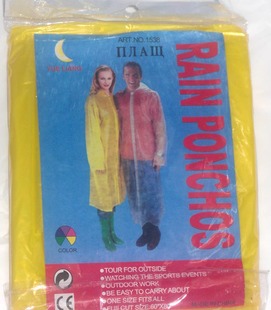 ART NO.1538
ПЛАЩ
RAIN PONCHOS
COLOR
TOUR FOR OUTSIDE
WATCHING THE SPORTS EVENTS
OUTDOOR WORK
BE EASY TO CARRY ABOUT
ONE SIZE FITS ALL
CE